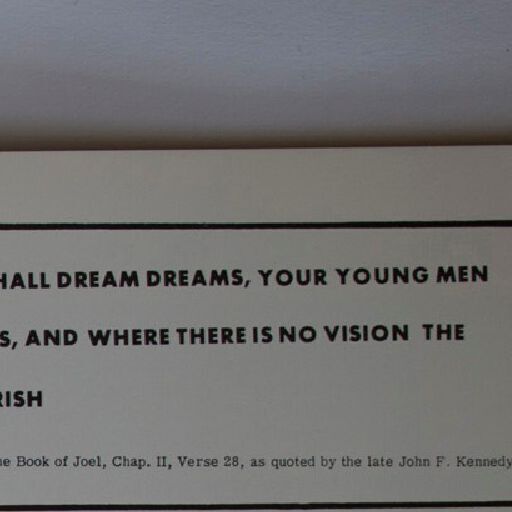 HALL DREAM DREAMS, YOUR YOUNG MEN
S, AND WHERE THERE IS NO VISION THE
RISH
e Book of Joel, Chap. II, Verse 28, as quoted by the late John F. Kennedy